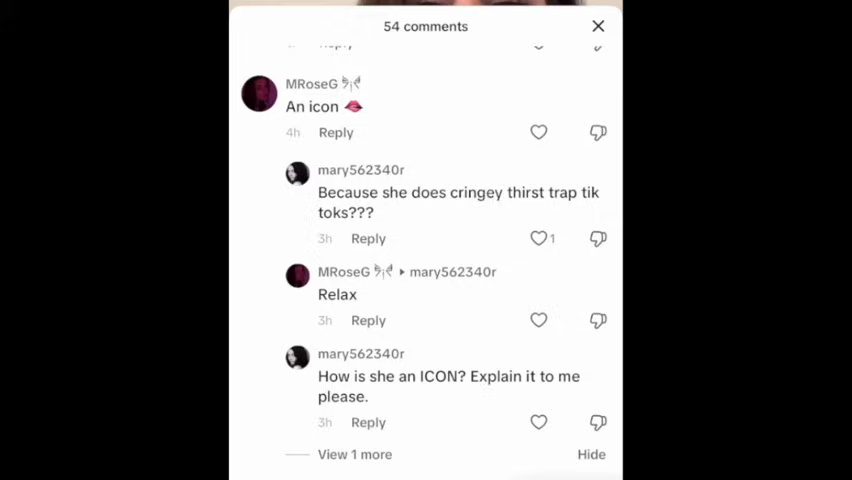 54 comments
Reply
MRoseG
An icon 🫦
4h Reply
mary562340r
Because she does cringey thirst trap tik
toks???
3h Reply 1
MRoseG ▸ mary562340r
Relax
3h Reply
mary562340r
How is she an ICON? Explain it to me
please.
3h Reply
View 1 more Hide